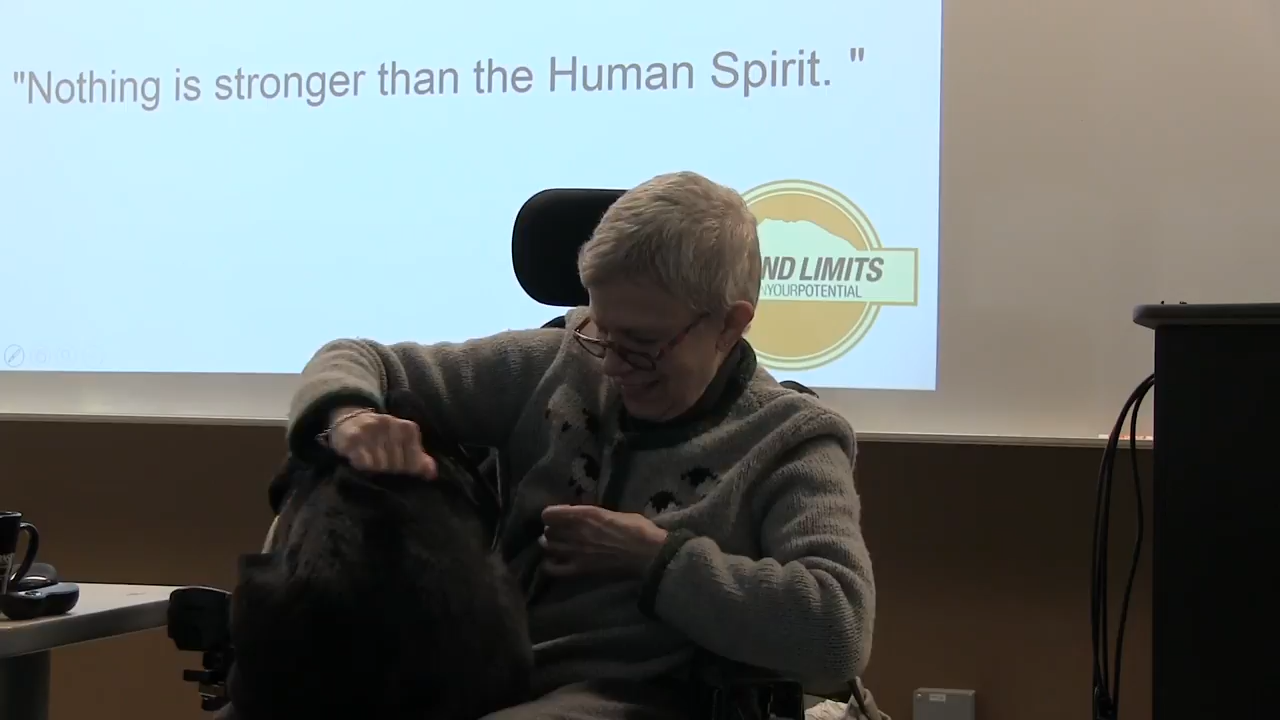 "Nothing is stronger than the Human Spirit. "
ND LIMITS
NYOURPOTENTIAL